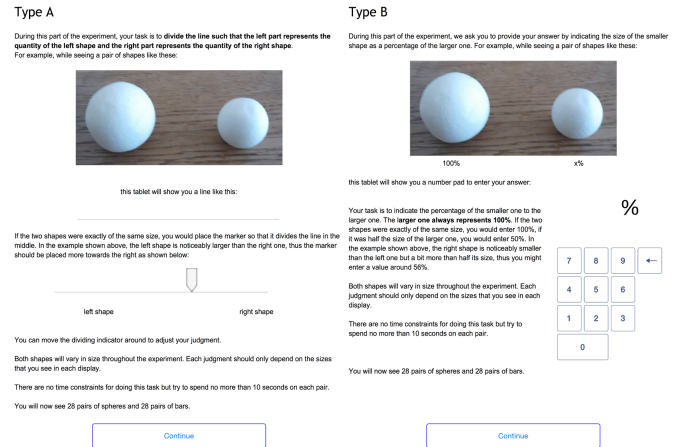 Type A
During this part of the experiment, your task is to divide the line such that the left part represents the
quantity of the left shape and the right part represents the quantity of the right shape.
For example, while seeing a pair of shapes like these:
this tablet will show you a line like this:
If the two shapes were exactly of the same size, you would place the marker so that it divides the line in the
middle. In the example shown above, the left shape is noticeably larger than the right one, thus the marker
should be placed more towards the right as shown below:
left shape
right shape
You can move the dividing indicator around to adjust your judgment.
Both shapes will vary in size throughout the experiment. Each judgment should only depend on the sizes
that you see in each display.
There are no time constraints for doing this task but try to spend no more than 10 seconds on each pair.
You will now see 28 pairs of spheres and 28 pairs of bars.
Continue
Type B
During this part of the experiment, we ask you to provide your answer by indicating the size of the smaller
shape as a percentage of the larger one. For example, while seeing a pair of shapes like these:
100%
x%
this tablet will show you a number pad to enter your answer:
Your task is to indicate the percentage of the smaller one to the
larger one. The larger one always represents 100%. If the two
shapes were exactly of the same size, you would enter 100%, if
it was half the size of the larger one, you would enter 50%. In
the example shown above, the right shape is noticeably smaller
than the left one but a bit more than half its size, thus you might
enter a value around 56%.
Both shapes will vary in size throughout the experiment. Each
judgment should only depend on the sizes that you see in each
display.
There are no time constraints for doing this task but try to
spend no more than 10 seconds on each pair.
%
7 8 9 ←
4 5 6
1 2 3
0
You will now see 28 pairs of spheres and 28 pairs of bars.
Continue